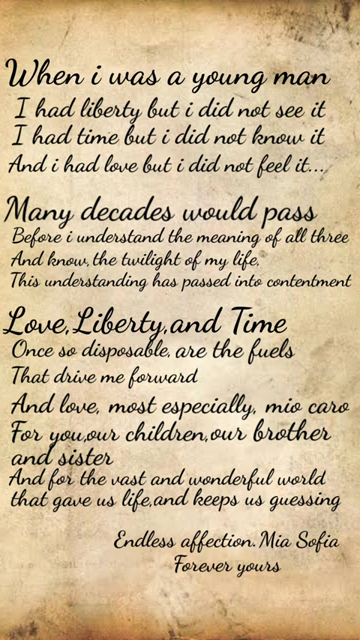 When i was a young man
I had liberty but i did not see it
I had time but i did not know it
And i had love but i did not feel it...
Many decades would pass
Before i understand the meaning of all three
And know, the twilight of my life,
This understanding has passed into contentment
Love,Liberty,and Time
Once so disposable, are the fuels
That drive me forward
And love, most especially, mio caro
For you,our children,our brother
and sister
And for the vast and wonderful world
that gave us life,and keeps us guessing
Endless affection. Mia Sofia
Forever yours